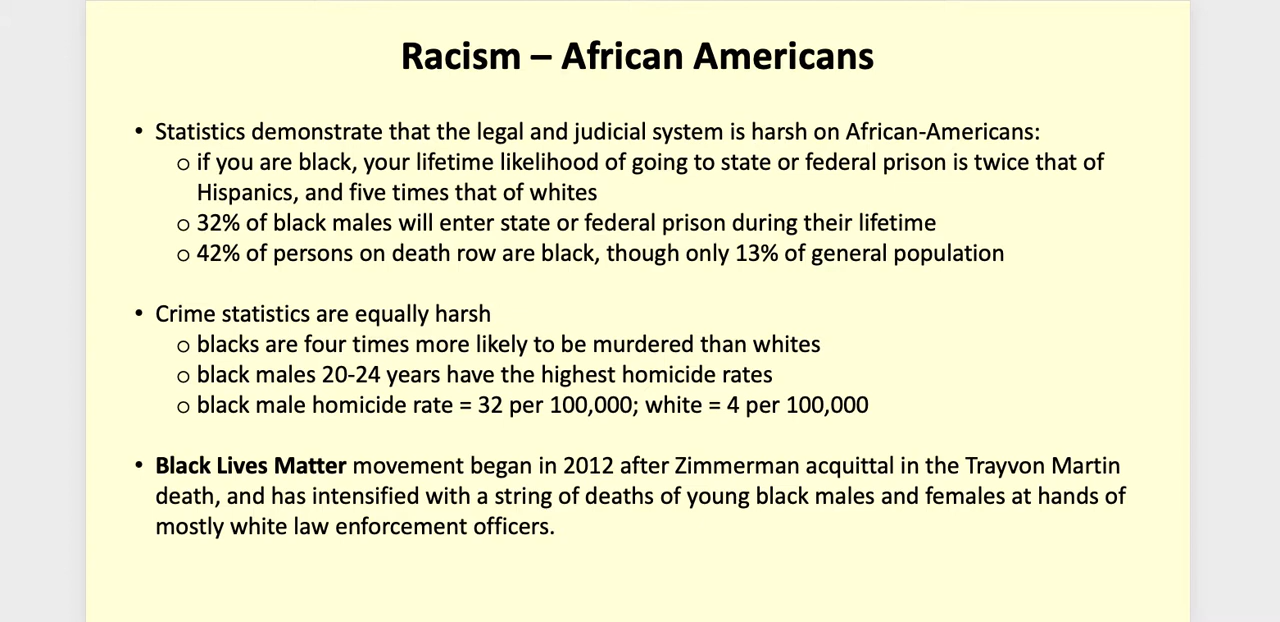 Racism – African Americans
• Statistics demonstrate that the legal and judicial system is harsh on African-Americans:
o if you are black, your lifetime likelihood of going to state or federal prison is twice that of
Hispanics, and five times that of whites
o 32% of black males will enter state or federal prison during their lifetime
o 42% of persons on death row are black, though only 13% of general population
• Crime statistics are equally harsh
o blacks are four times more likely to be murdered than whites
o black males 20-24 years have the highest homicide rates
o black male homicide rate = 32 per 100,000; white = 4 per 100,000
• Black Lives Matter movement began in 2012 after Zimmerman acquittal in the Trayvon Martin
death, and has intensified with a string of deaths of young black males and females at hands of
mostly white law enforcement officers.